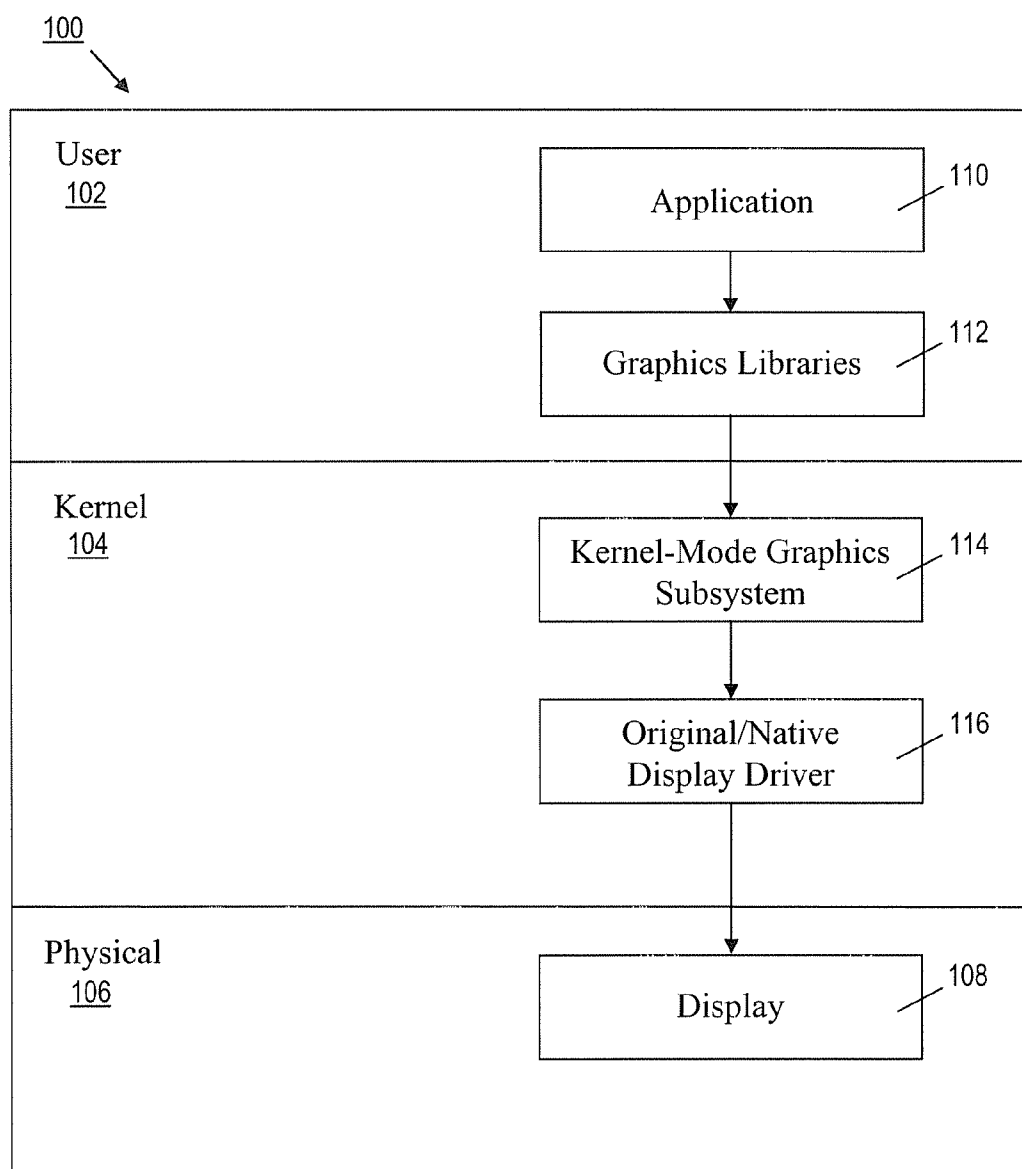 100
User
102
Application
110
Graphics Libraries
112
Kernel
104
Kernel-Mode Graphics
Subsystem
114
Original/Native
Display Driver
116
Physical
106
Display
108